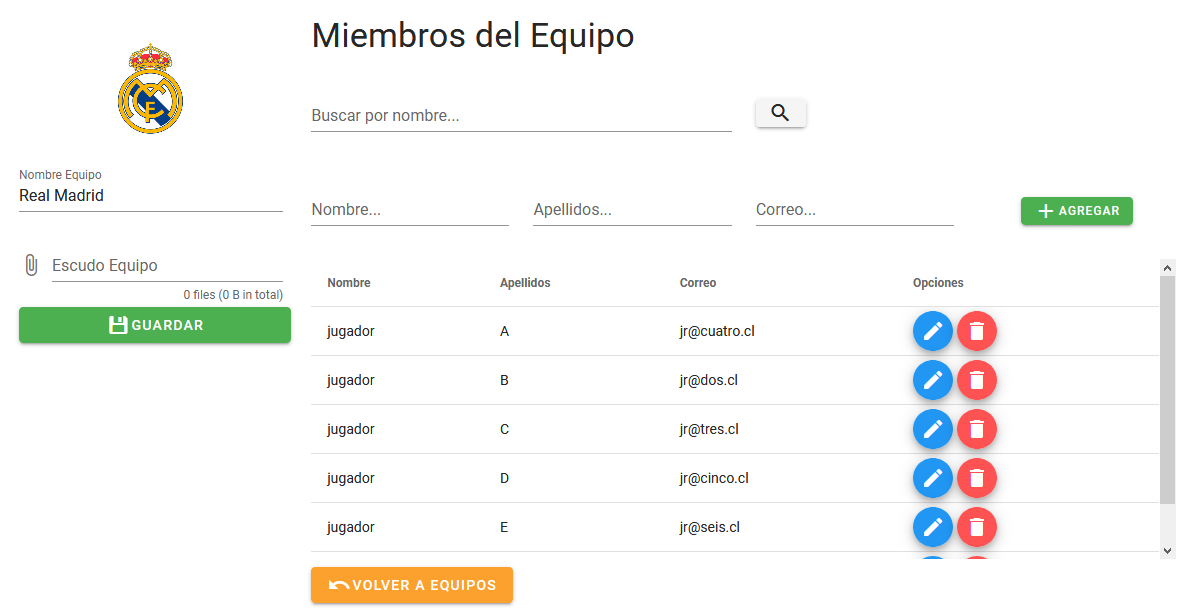 Miembros del Equipo
Buscar por nombre...
Nombre Equipo
Real Madrid
Escudo Equipo
0 files (0 B in total)
GUARDAR
Nombre... Apellidos... Correo... AGREGAR
Nombre Apellidos Correo Opciones
jugador A jr@cuatro.cl
jugador B jr@dos.cl
jugador C jr@tres.cl
jugador D jr@cinco.cl
jugador E jr@seis.cl
VOLVER A EQUIPOS